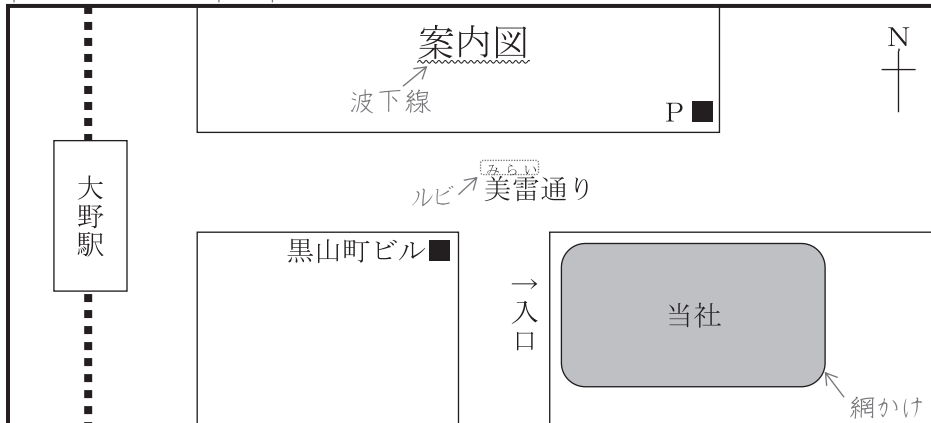 案内図
波下線
N
P■
みらい
ルビ
美雷通り
大野駅
黒山町ビル■
→入口
当社
網かけ